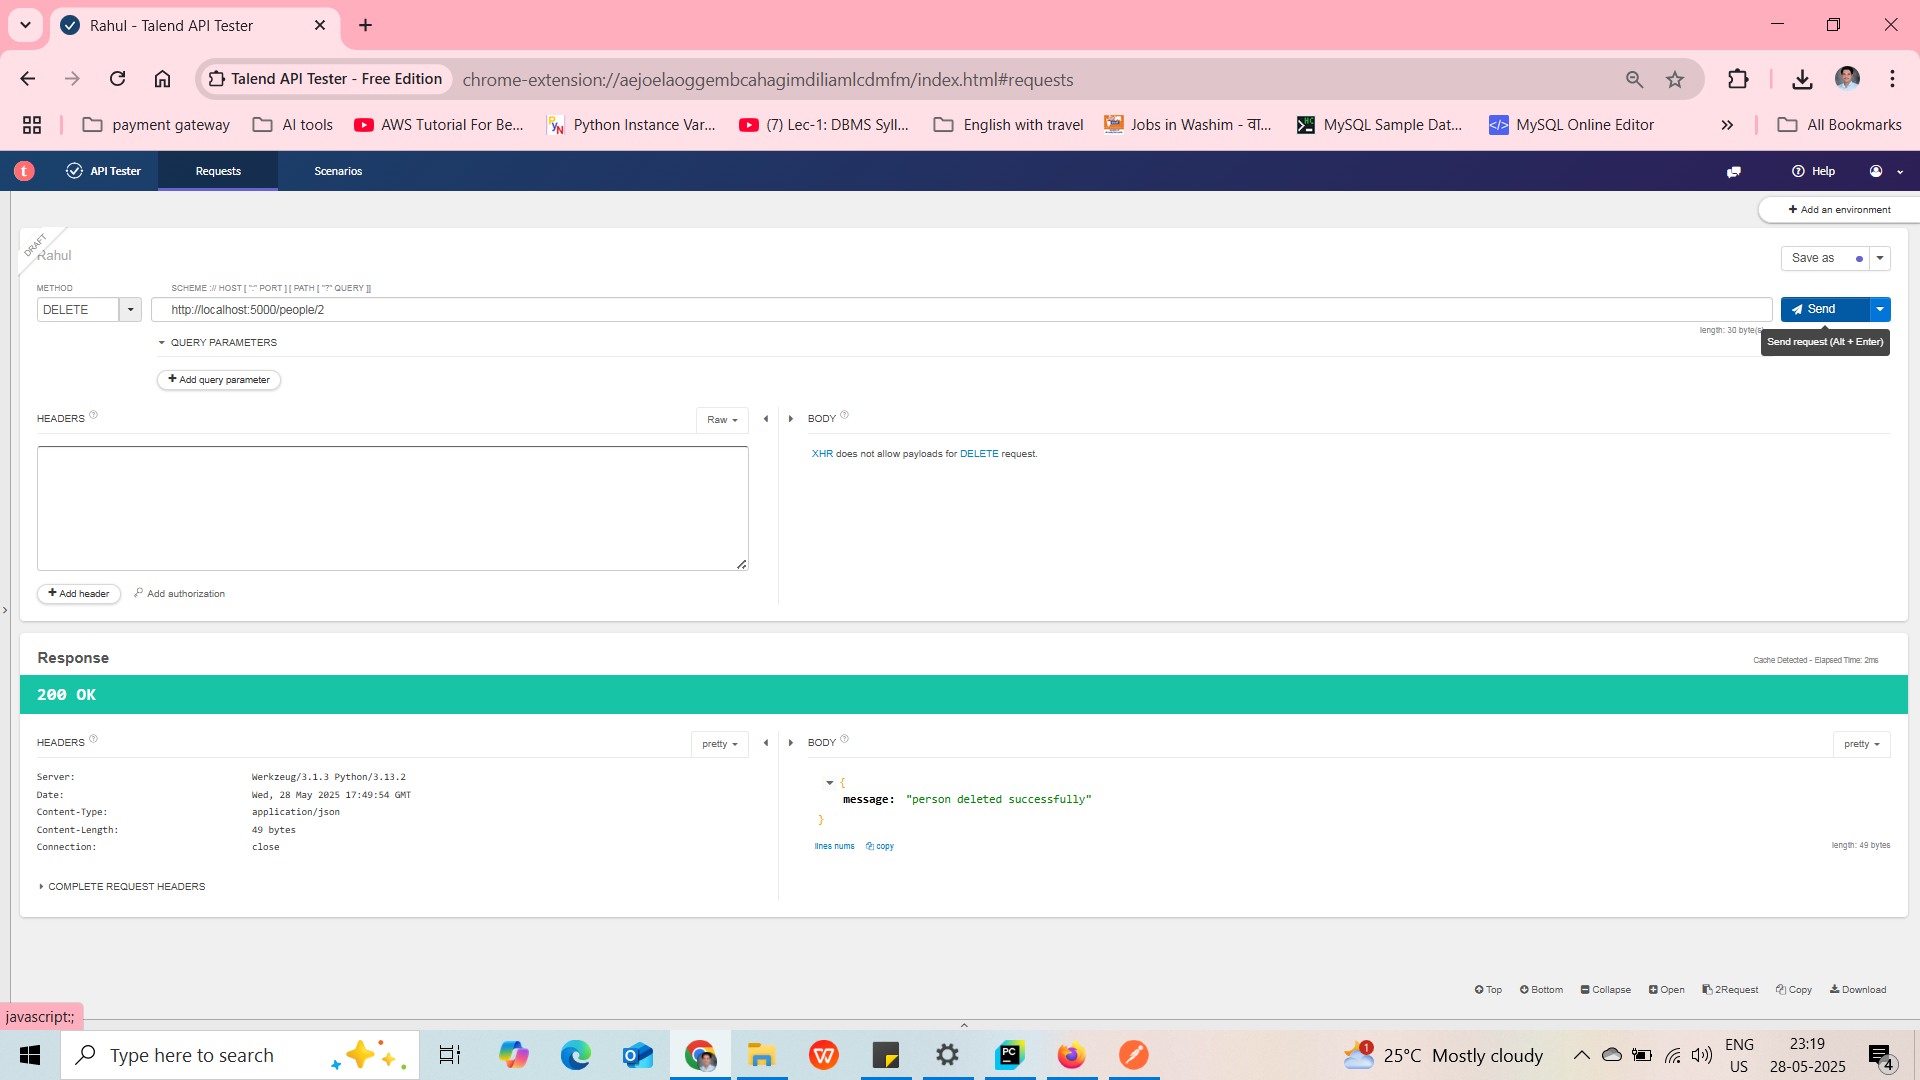 Rahul - Talend API Tester
Talend API Tester - Free Edition
chrome-extension://aejoelaoggembcahagimdiliamlcdmfm/index.html#requests
payment gateway
AI tools
AWS Tutorial For Be...
Python Instance Var...
(7) Lec-1: DBMS Syll...
English with travel
Jobs in Washim - वा...
MySQL Sample Dat...
MySQL Online Editor
All Bookmarks
t
API Tester
Requests
Scenarios
Help
+ Add an environment
DRAFT
Rahul
Save as
METHOD
SCHEME :// HOST [ ":" PORT ] [ PATH [ "?" QUERY ]]
DELETE
http://localhost:5000/people/2
Send
length: 30 byte(s)
Send request (Alt + Enter)
QUERY PARAMETERS
+ Add query parameter
HEADERS ?
Raw
BODY ?
XHR does not allow payloads for DELETE request.
+ Add header
Add authorization
Response
Cache Detected - Elapsed Time: 2ms
200 OK
HEADERS ?
pretty
BODY ?
pretty
Server: Werkzeug/3.1.3 Python/3.13.2
Date: Wed, 28 May 2025 17:49:54 GMT
Content-Type: application/json
Content-Length: 49 bytes
Connection: close
{
message: "person deleted successfully"
}
lines nums
copy
length: 49 bytes
COMPLETE REQUEST HEADERS
Top
Bottom
Collapse
Open
2Request
Copy
Download
javascript:;
Type here to search
1
25°C Mostly cloudy
ENG
US
23:19
28-05-2025
4